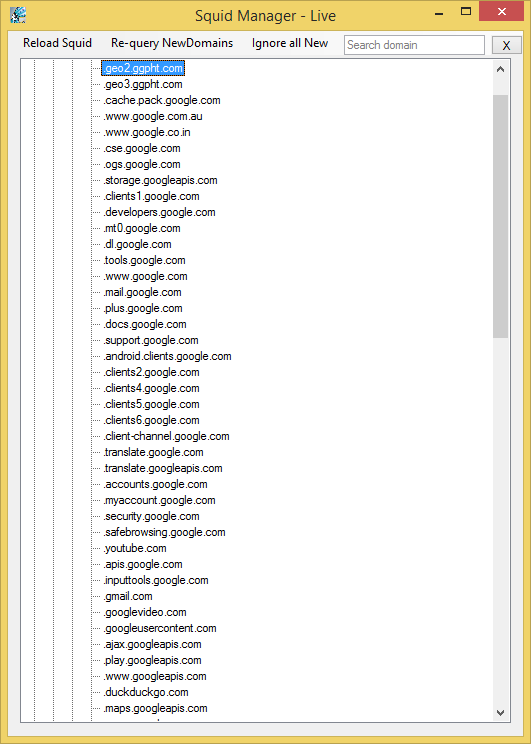 Squid Manager - Live
Reload Squid Re-query NewDomains Ignore all New Search domain X
.geo2.ggpht.com
.geo3.ggpht.com
.cache.pack.google.com
.www.google.com.au
.www.google.co.in
.cse.google.com
.ogs.google.com
.storage.googleapis.com
.clients1.google.com
.developers.google.com
.mt0.google.com
.dl.google.com
.tools.google.com
.www.google.com
.mail.google.com
.plus.google.com
.docs.google.com
.support.google.com
.android.clients.google.com
.clients2.google.com
.clients4.google.com
.clients5.google.com
.clients6.google.com
.client-channel.google.com
.translate.google.com
.translate.googleapis.com
.accounts.google.com
.myaccount.google.com
.security.google.com
.safebrowsing.google.com
.youtube.com
.apis.google.com
.inputtools.google.com
.gmail.com
.googlevideo.com
.googleusercontent.com
.ajax.googleapis.com
.play.googleapis.com
.www.googleapis.com
.duckduckgo.com
.maps.googleapis.com